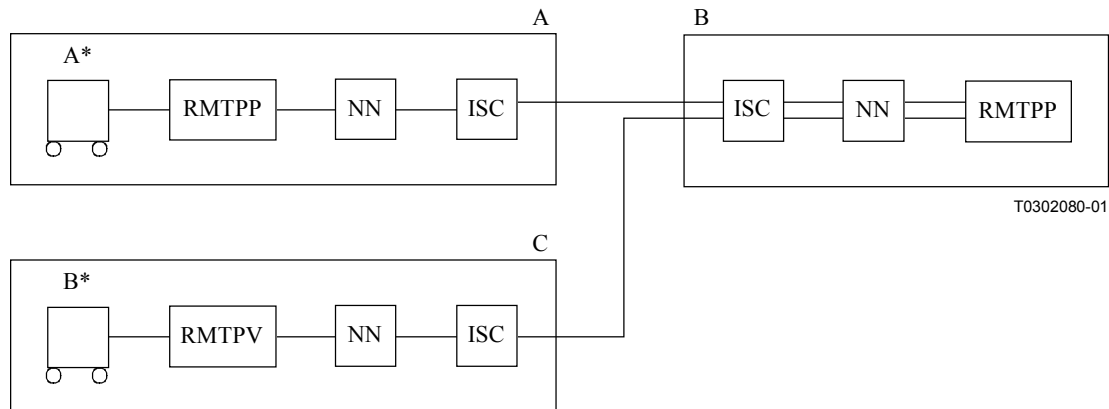 A
A*
RMTPP
NN
ISC
B
ISC
NN
RMTPP
T0302080-01
C
B*
RMTPV
NN
ISC